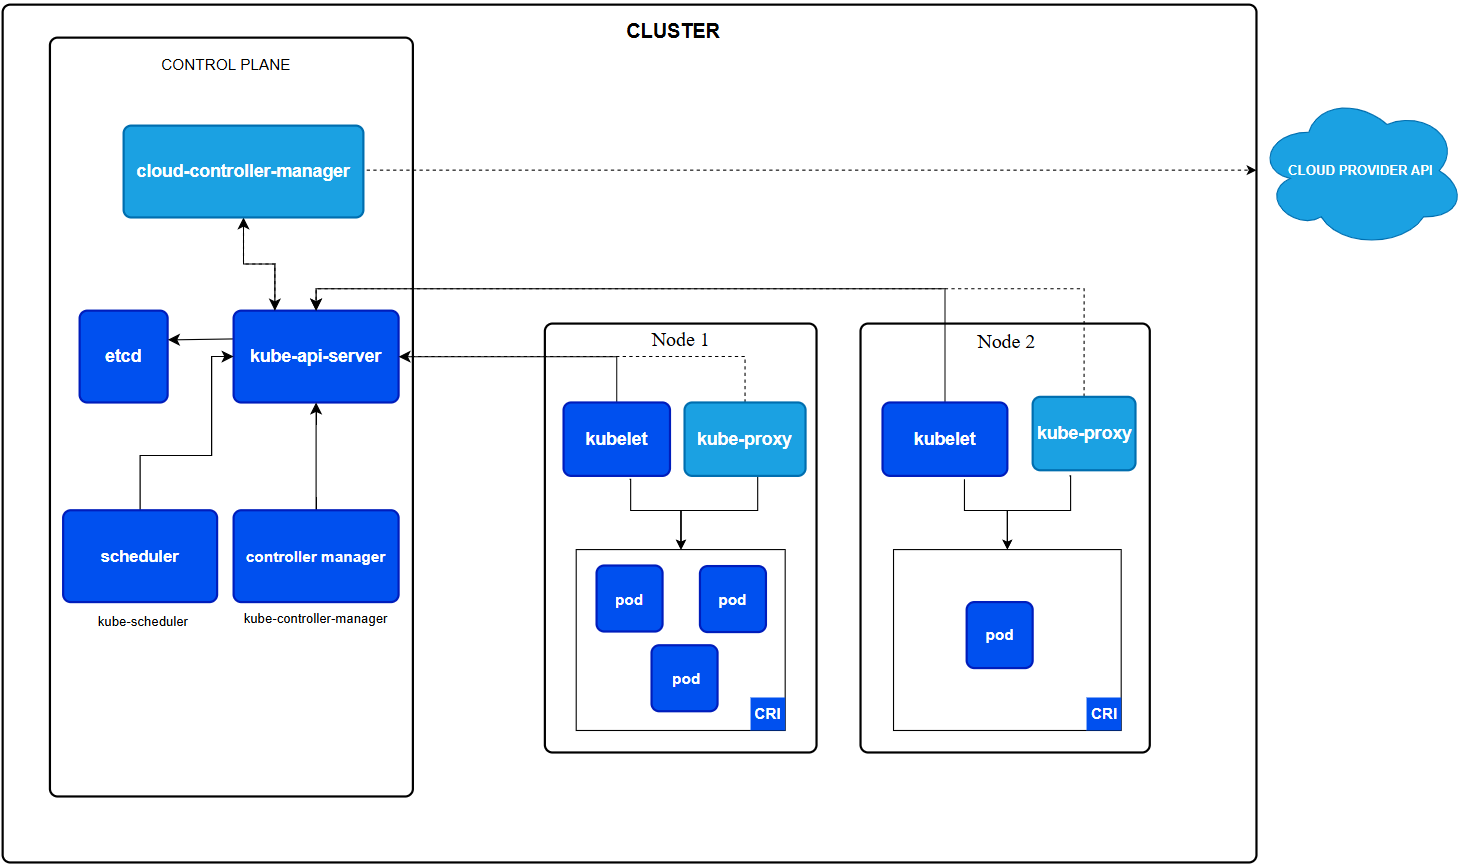 CLUSTER
CONTROL PLANE
cloud-controller-manager
CLOUD PROVIDER API
etcd
kube-api-server
scheduler
kube-scheduler
controller manager
kube-controller-manager
Node 1
kubelet
kube-proxy
pod
pod
pod
CRI
Node 2
kubelet
kube-proxy
pod
CRI